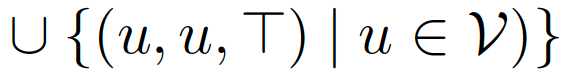 ∪ {(u, u, ⊤) | u ∈ 𝒱)}